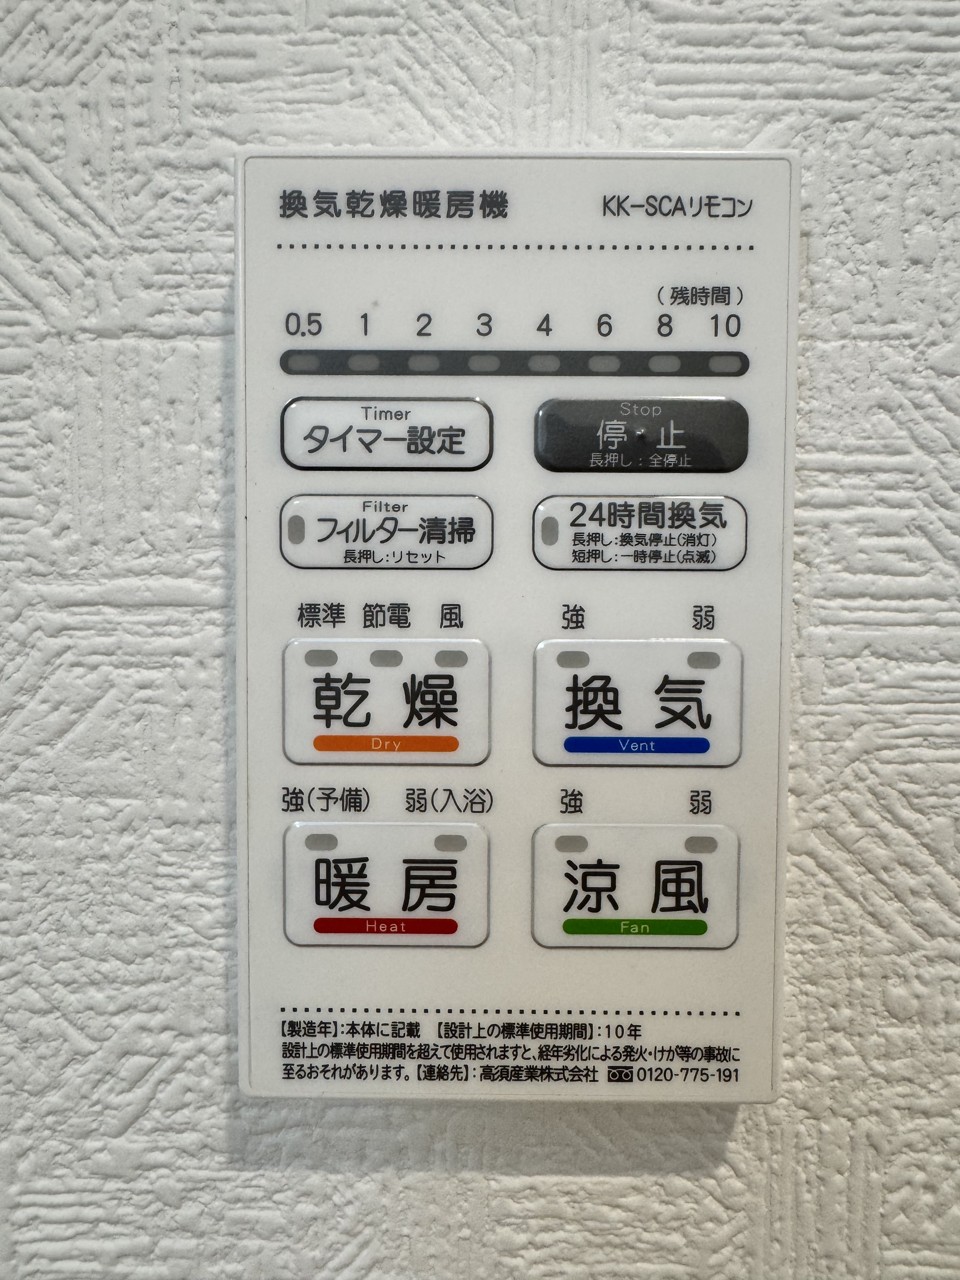 換気乾燥暖房機 KK-SCAリモコン
(残時間)
0.5 1 2 3 4 6 8 10
Timer
タイマー設定
Stop
停・止
長押し:全停止
Filter
フィルター清掃
長押し:リセット
24時間換気
長押し:換気停止(消灯)
短押し:一時停止(点滅)
標準 節電 風
乾燥
Dry
強 弱
換気
Vent
強(予備) 弱(入浴)
暖房
Heat
強 弱
涼風
Fan
【製造年】:本体に記載 【設計上の標準使用期間】:10年
設計上の標準使用期間を超えて使用されますと、経年劣化による発火・けが等の事故に
至るおそれがあります。【連絡先】:高須産業株式会社 0120-775-191